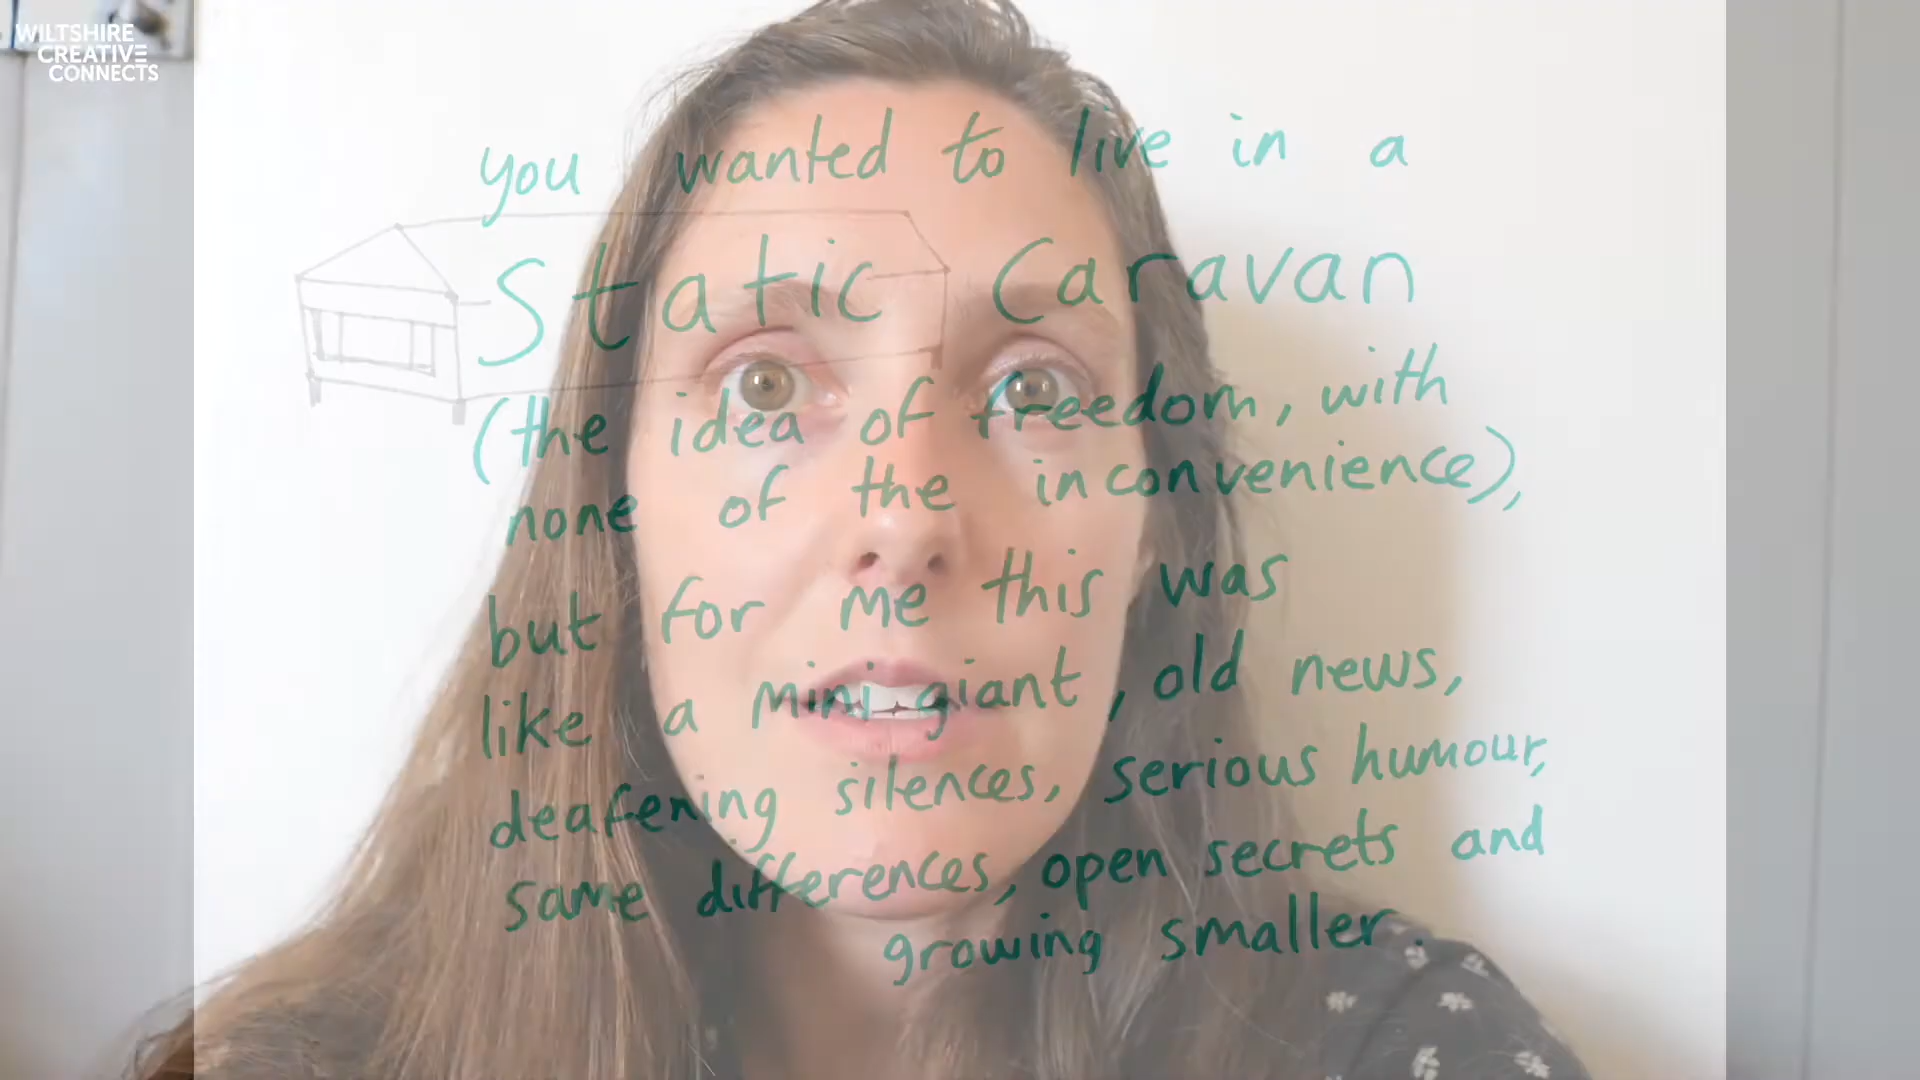 WILTSHIRE
CREATIVE
CONNECTS
you wanted to live in a
Static Caravan
(the idea of freedom, with
none of the inconvenience),
but for me this was
like a mini giant, old news,
deafening silences, serious humour,
same differences, open secrets and
growing smaller.